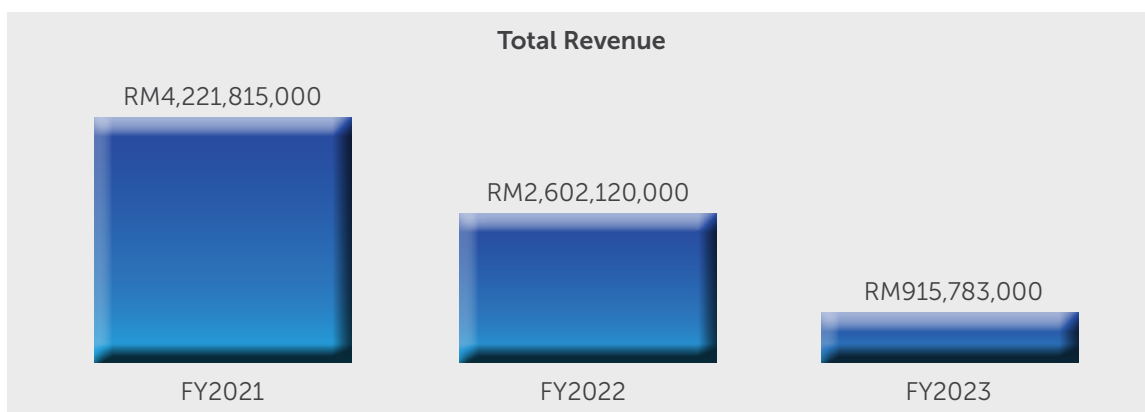 Total Revenue
RM4,221,815,000
RM2,602,120,000
RM915,783,000
FY2021
FY2022
FY2023